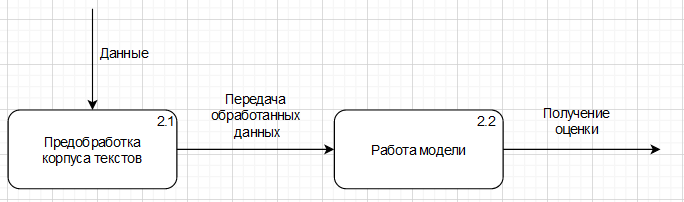 Данные
2.1
Предобработка
корпуса текстов
Передача
обработанных
данных
2.2
Работа модели
Получение
оценки